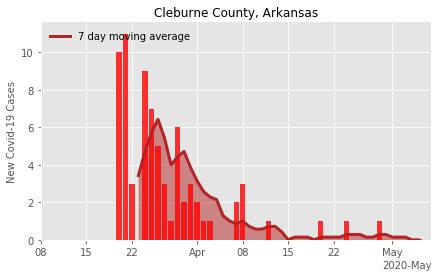 Cleburne County, Arkansas
7 day moving average
New Covid-19 Cases
10
8
6
4
2
0
08 15 22 Apr 08 15 22 May
2020-May